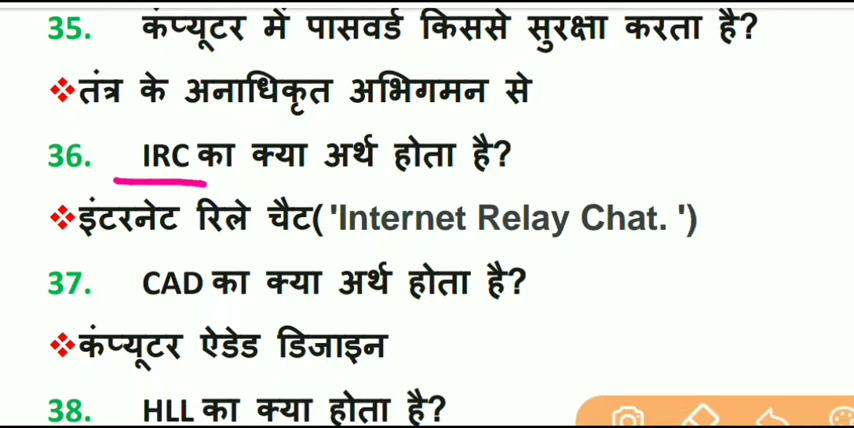 35. कंप्यूटर में पासवर्ड किससे सुरक्षा करता है?
❖तंत्र के अनाधिकृत अभिगमन से
36. IRC का क्या अर्थ होता है?
❖इंटरनेट रिले चैट( 'Internet Relay Chat. ')
37. CAD का क्या अर्थ होता है?
❖कंप्यूटर ऐडेड डिजाइन
38. HLL का क्या होता है?